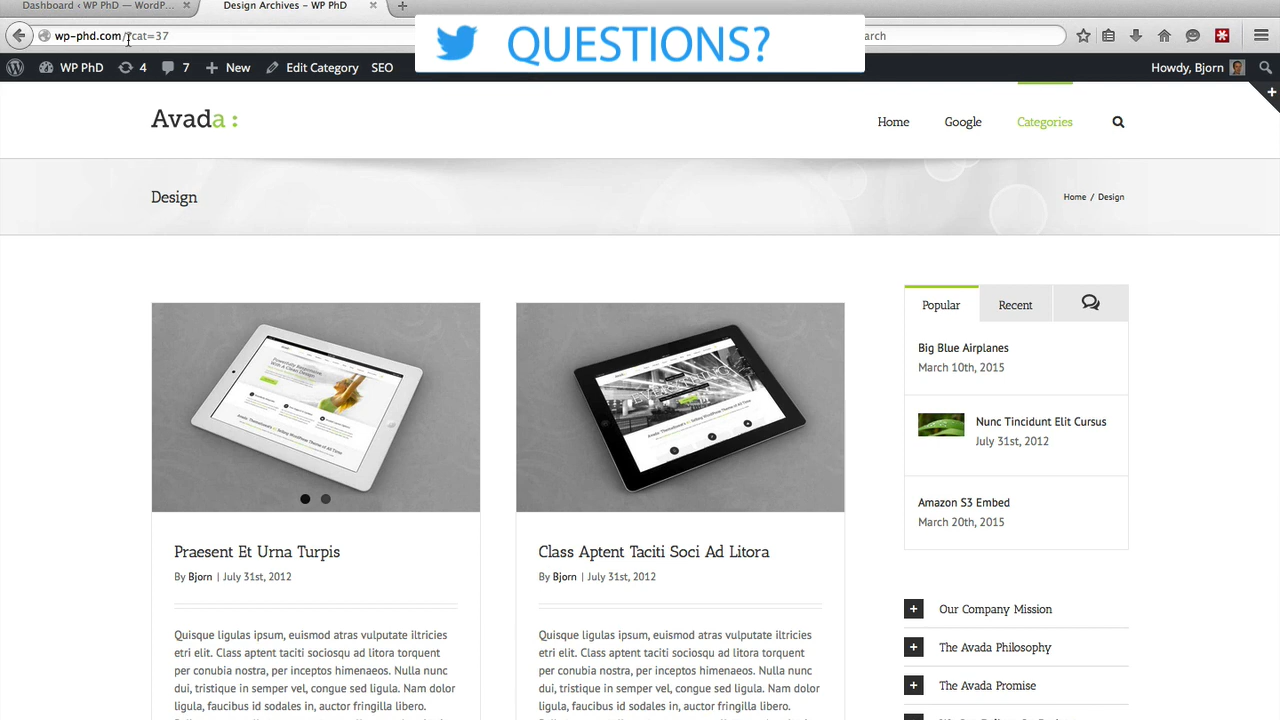 Dashboard ‹ WP PhD — WordP...
Design Archives – WP PhD
wp-phd.com/?cat=37
arch
QUESTIONS?
WP PhD
4
7
New
Edit Category
SEO
Howdy, Bjorn
Avada :
Home
Google
Categories
Design
Home / Design
Popular
Recent
Big Blue Airplanes
March 10th, 2015
Nunc Tincidunt Elit Cursus
July 31st, 2012
Amazon S3 Embed
March 20th, 2015
Praesent Et Urna Turpis
By Bjorn | July 31st, 2012
Quisque ligulas ipsum, euismod atras vulputate iltricies
etri elit. Class aptent taciti sociosqu ad litora torquent
per conubia nostra, per inceptos himenaeos. Nulla nunc
dui, tristique in semper vel, congue sed ligula. Nam dolor
ligula, faucibus id sodales in, auctor fringilla libero.
Class Aptent Taciti Soci Ad Litora
By Bjorn | July 31st, 2012
Quisque ligulas ipsum, euismod atras vulputate iltricies
etri elit. Class aptent taciti sociosqu ad litora torquent
per conubia nostra, per inceptos himenaeos. Nulla nunc
dui, tristique in semper vel, congue sed ligula. Nam dolor
ligula, faucibus id sodales in, auctor fringilla libero.
Our Company Mission
The Avada Philosophy
The Avada Promise